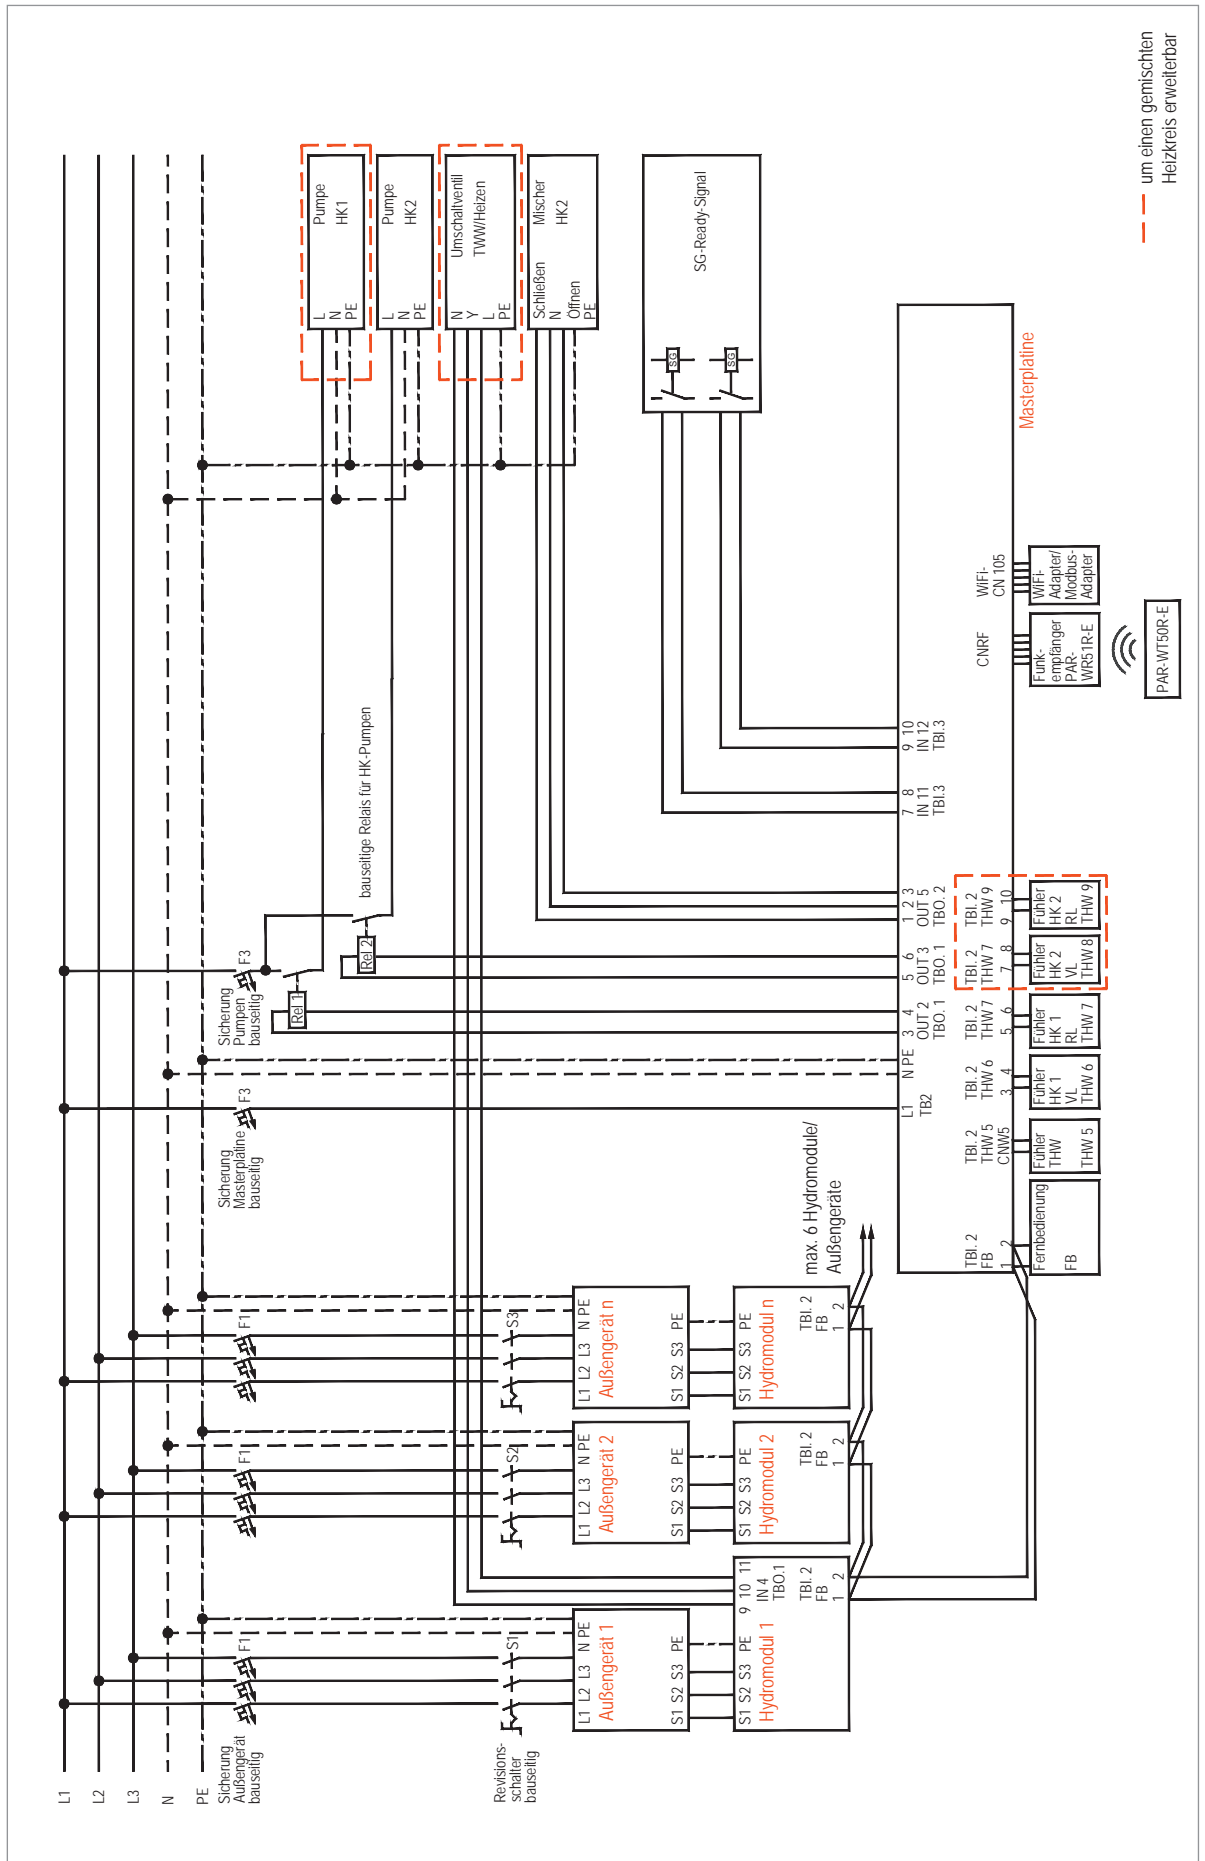 L1
L2
L3
N
PE
Sicherung
Außengerät
bauseitig
F1
F1
F1
Sicherung
Masterplatine
bauseitig
F3
Sicherung
Pumpen
bauseitig
F3
Revisions-
schalter
bauseitig
S1
S2
S3
Rel 1
Rel 2
bauseitige Relais für HK-Pumpen
Pumpe
HK1
L
N
PE
Pumpe
HK2
L
N
PE
Umschaltventil
TWW/Heizen
N
Y
L
PE
Mischer
HK2
Schließen
N
Öffnen
PE
SG-Ready-Signal
SG
SG
L1 L2 L3 N PE
Außengerät 1
S1 S2 S3 PE
L1 L2 L3 N PE
Außengerät 2
S1 S2 S3 PE
L1 L2 L3 N PE
Außengerät n
S1 S2 S3 PE
S1 S2 S3 PE
9 10 11
IN 4
TBO.1
Hydromodul 1
TBI. 2
FB
1 2
S1 S2 S3 PE
Hydromodul 2
TBI. 2
FB
1 2
S1 S2 S3 PE
Hydromodul n
TBI. 2
FB
1 2
max. 6 Hydromodule/
Außengeräte
L1
TB2
N PE
3 4
OUT 2
TBO. 1
5 6
OUT 3
TBO. 1
1 2 3
OUT 5
TBO. 2
7 8
IN 11
TBI.3
9 10
IN 12
TBI.3
CNRF
WiFi-
CN 105
Masterplatine
TBI. 2
FB
1 2
TBI. 2
THW 5
CNW5
TBI. 2
THW 6
3 4
TBI. 2
THW 7
5 6
TBI. 2
THW 7
7 8
TBI. 2
THW 9
9 10
Fernbedienung
FB
Fühler
THW
THW 5
Fühler
HK 1
VL
THW 6
Fühler
HK 1
RL
THW 7
Fühler
HK 2
VL
THW 8
Fühler
HK 2
RL
THW 9
Funk-
empfänger
PAR-
WR51R-E
WiFi-
Adapter/
Modbus-
Adapter
PAR-WT50R-E
um einen gemischten
Heizkreis erweiterbar